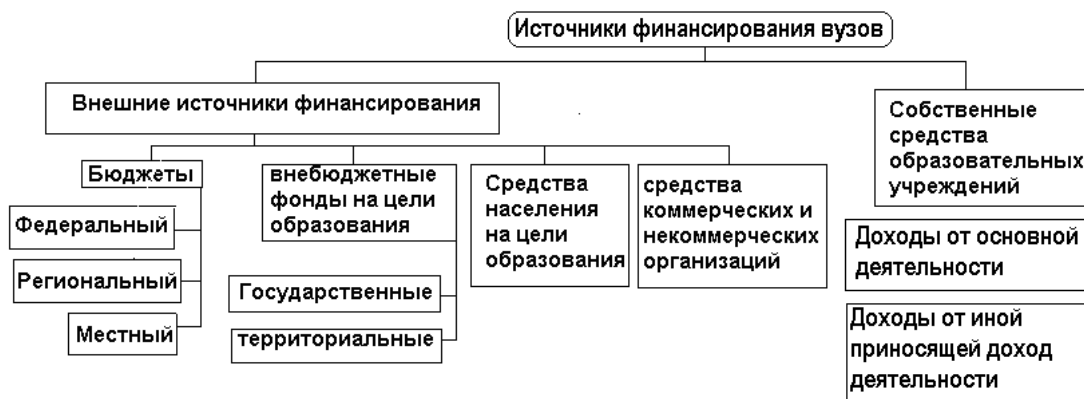 Источники финансирования вузов
Внешние источники финансирования
Бюджеты
Федеральный
Региональный
Местный
внебюджетные
фонды на цели
образования
Государственные
территориальные
Средства
населения
на цели
образования
средства
коммерческих и
некоммерческих
организаций
Собственные
средства
образовательных
учреждений
Доходы от основной
деятельности
Доходы от иной
приносящей доход
деятельности